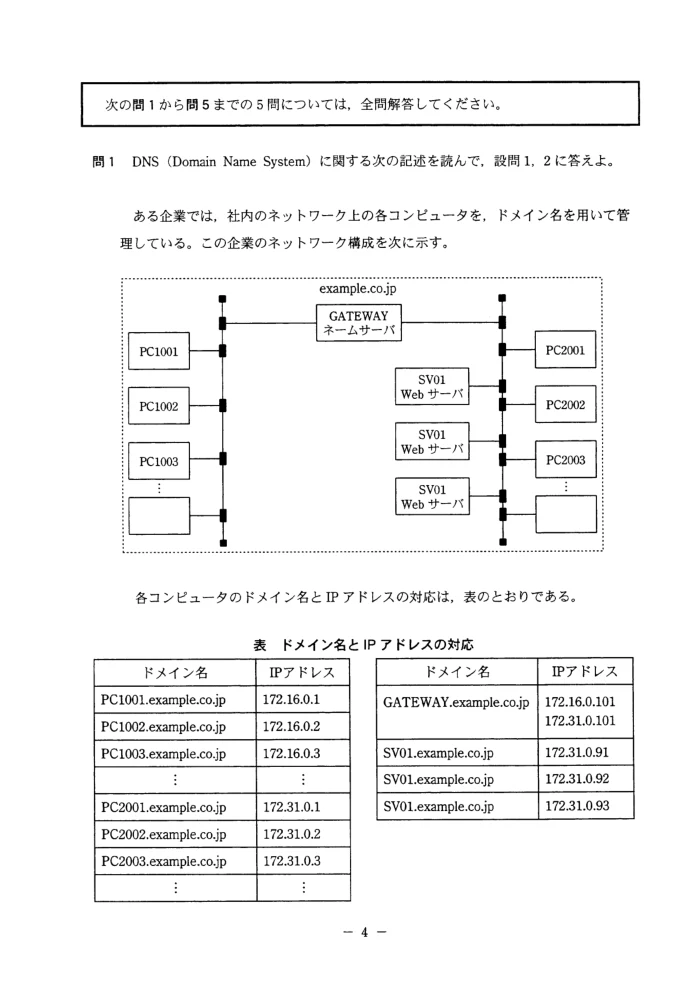 次の問1から問5までの5問については，全問解答してください。
問1 DNS（Domain Name System）に関する次の記述を読んで，設問1，2に答えよ。
ある企業では，社内のネットワーク上の各コンピュータを，ドメイン名を用いて管
理している。この企業のネットワーク構成を次に示す。
example.co.jp
GATEWAY
ネームサーバ
PC1001
PC1002
PC1003
⋮
SV01
Web サーバ
SV01
Web サーバ
SV01
Web サーバ
PC2001
PC2002
PC2003
⋮
各コンピュータのドメイン名と IP アドレスの対応は，表のとおりである。
表 ドメイン名と IP アドレスの対応
ドメイン名 IPアドレス
PC1001.example.co.jp 172.16.0.1
PC1002.example.co.jp 172.16.0.2
PC1003.example.co.jp 172.16.0.3
⋮ ⋮
PC2001.example.co.jp 172.31.0.1
PC2002.example.co.jp 172.31.0.2
PC2003.example.co.jp 172.31.0.3
⋮ ⋮
ドメイン名 IPアドレス
GATEWAY.example.co.jp 172.16.0.101
172.31.0.101
SV01.example.co.jp 172.31.0.91
SV01.example.co.jp 172.31.0.92
SV01.example.co.jp 172.31.0.93
－ 4 －